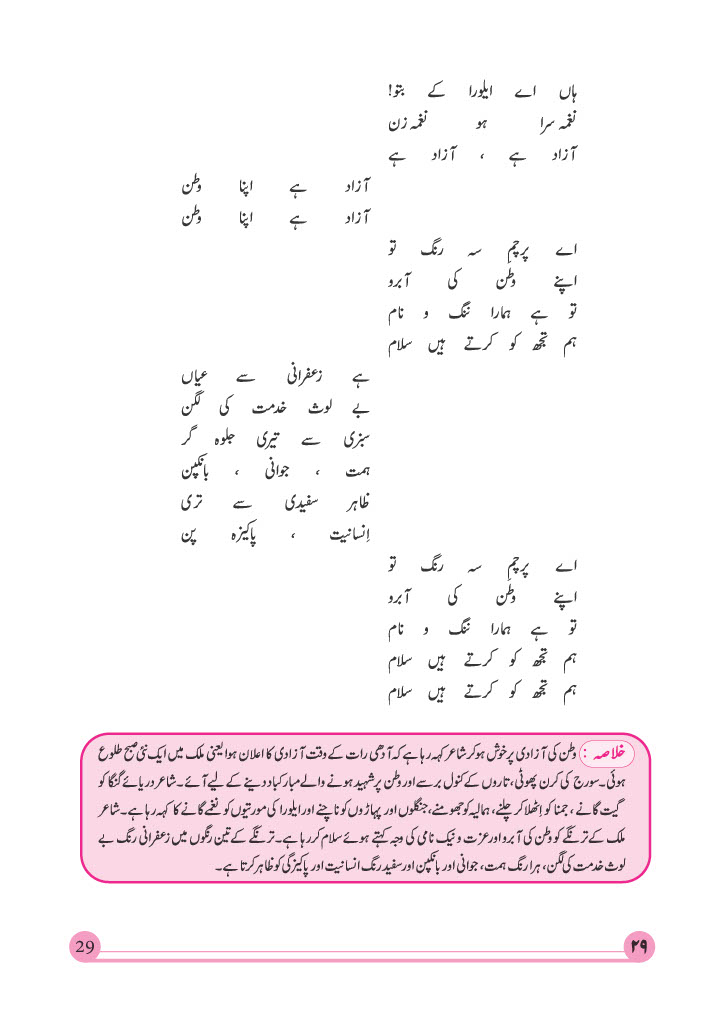 ہاں اے ایلورا کے بتو!
نغمہ سرا ہو نغمہ زن
آزاد ہے ، آزاد ہے
آزاد ہے اپنا وطن
آزاد ہے اپنا وطن
اے پرچمِ سہ رنگ تو
اپنے وطن کی آبرو
تو ہے ہمارا ننگ و نام
ہم تجھ کو کرتے ہیں سلام
ہے زعفرانی سے عیاں
بے لوث خدمت کی لگن
سبزی سے تیری جلوہ گر
ہمت ، جوانی ، بانکپن
ظاہر سفیدی سے تری
اِنسانیت ، پاکیزہ پن
اے پرچمِ سہ رنگ تو
اپنے وطن کی آبرو
تو ہے ہمارا ننگ و نام
ہم تجھ کو کرتے ہیں سلام
ہم تجھ کو کرتے ہیں سلام
خلاصہ : وطن کی آزادی پر خوش ہو کر شاعر کہہ رہا ہے کہ آدھی رات کے وقت آزادی کا اعلان ہوا یعنی ملک میں ایک نئی صبح طلوع
ہوئی۔ سورج کی کرن پھوٹی، تاروں کے کنول برسے اور وطن پر شہید ہونے والے مبارکباد دینے کے لیے آئے۔ شاعر دریائے گنگا کو
گیت گانے، جمنا کو اِٹھلا کر چلنے، ہمالیہ کو جھومنے، جنگلوں اور پہاڑوں کو ناچنے اور ایلورا کی مورتیوں کو نغمے گانے کا کہہ رہا ہے۔ شاعر
ملک کے ترنگے کو وطن کی آبرو اور عزت و نیک نامی کی وجہ کہتے ہوئے سلام کر رہا ہے۔ ترنگے کے تین رنگوں میں زعفرانی رنگ بے
لوث خدمت کی لگن، ہرا رنگ ہمت، جوانی اور بانکپن اور سفید رنگ انسانیت اور پاکیزگی کو ظاہر کرتا ہے۔
29 ۲۹